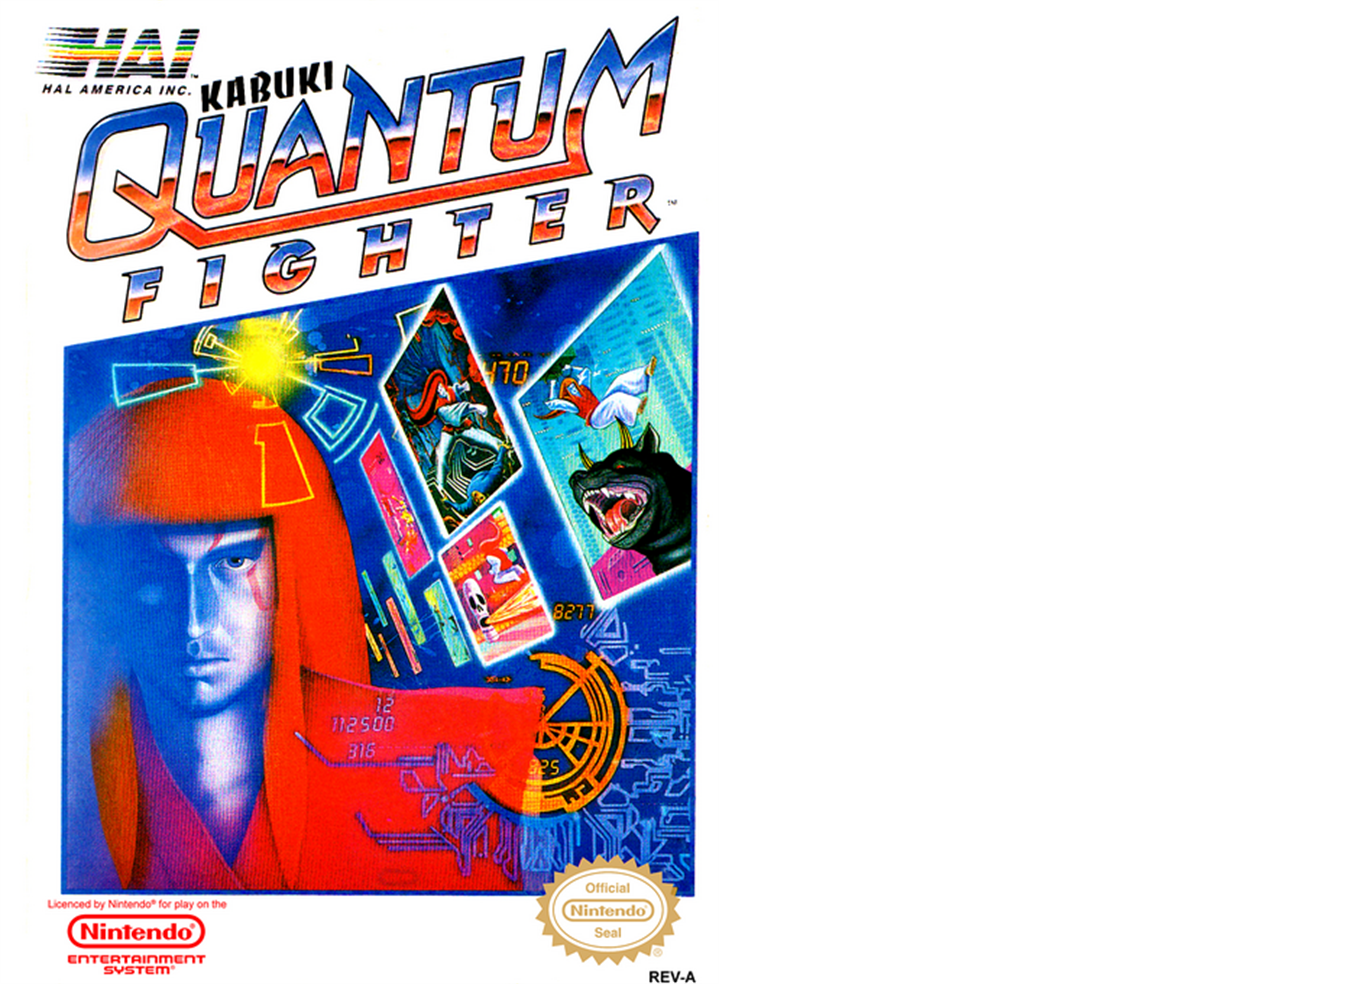 HAL
HAL AMERICA INC.
KABUKI
QUANTUM
FIGHTER
470
8277
12
112500
316
825
Licenced by Nintendo® for play on the
Nintendo®
ENTERTAINMENT
SYSTEM®
Official
Nintendo
Seal
REV-A